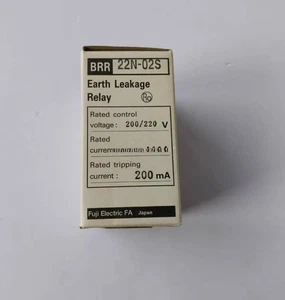 BRR 22N-02S
Earth Leakage
Relay
Rated control
voltage: 200/220 V
Rated
Rated tripping
current: 200 mA
Fuji Electric FA Japan